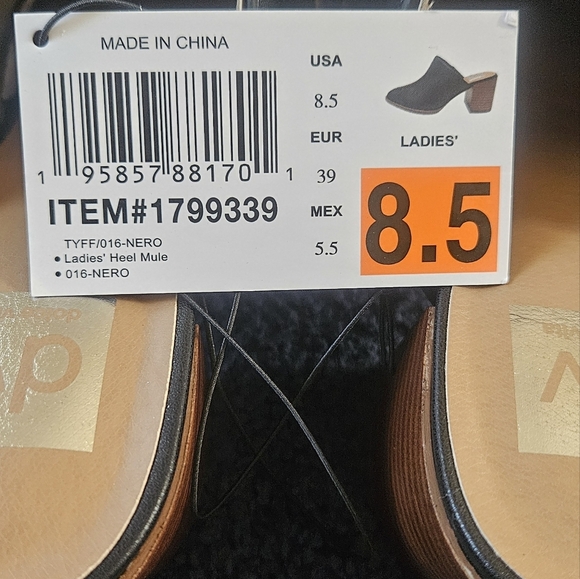 MADE IN CHINA
1 95857 88170 1
ITEM#1799339
TYFF/016-NERO
• Ladies' Heel Mule
• 016-NERO
USA
8.5
EUR
39
MEX
5.5
LADIES'
8.5